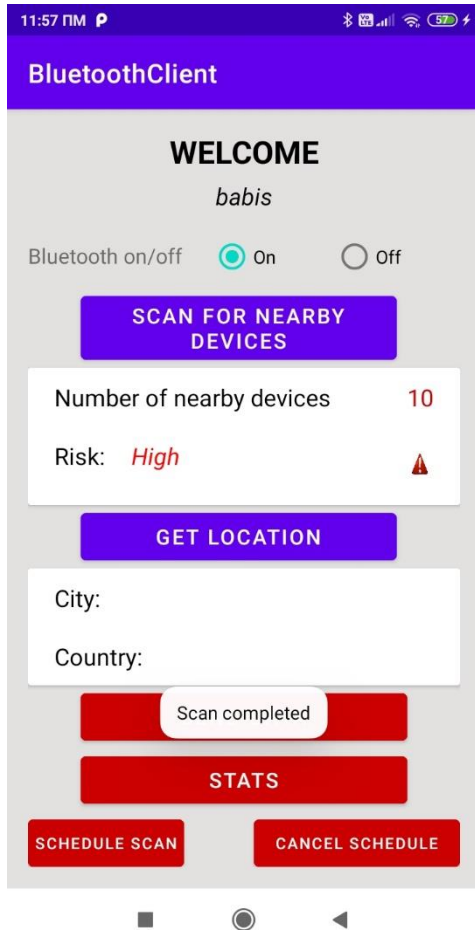 11:57 ΠΜ
57
BluetoothClient
WELCOME
babis
Bluetooth on/off On Off
SCAN FOR NEARBY
DEVICES
Number of nearby devices 10
Risk: High
GET LOCATION
City:
Country:
Scan completed
STATS
SCHEDULE SCAN CANCEL SCHEDULE